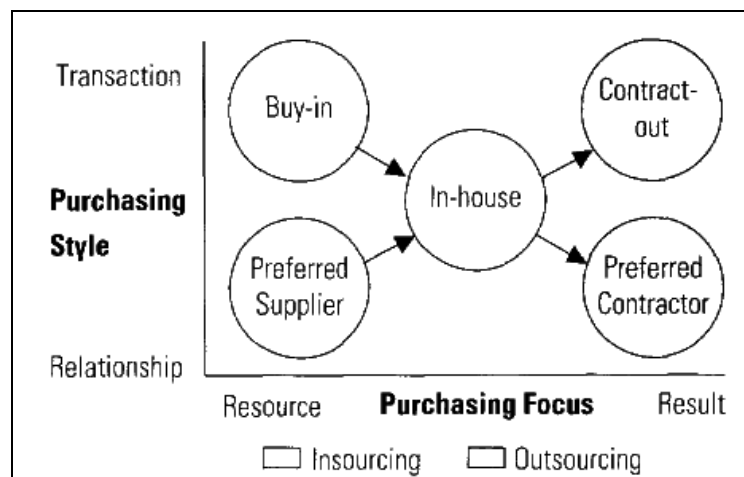 Transaction
Buy-in
Contract-
out
In-house
Purchasing
Style
Preferred
Supplier
Preferred
Contractor
Relationship
Resource
Purchasing Focus
Result
Insourcing
Outsourcing